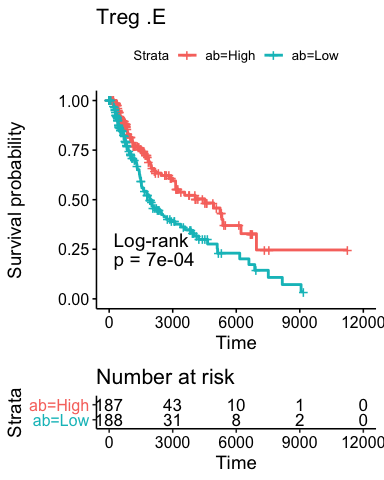 Treg .E
Strata ab=High ab=Low
Survival probability
1.00
0.75
0.50
0.25
0.00
Log-rank
p = 7e-04
0 3000 6000 9000 12000
Time
Number at risk
Strata
ab=High 187 43 10 1 0
ab=Low 188 31 8 2 0
0 3000 6000 9000 12000
Time